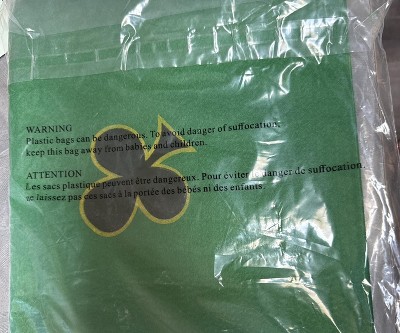 WARNING
Plastic bags can be dangerous. To avoid danger of suffocation,
keep this bag away from babies and children.
ATTENTION
Les sacs plastique peuvent être dangereux. Pour éviter le danger de suffocation,
ne laissez pas ces sacs à la portée des bébés ni des enfants.